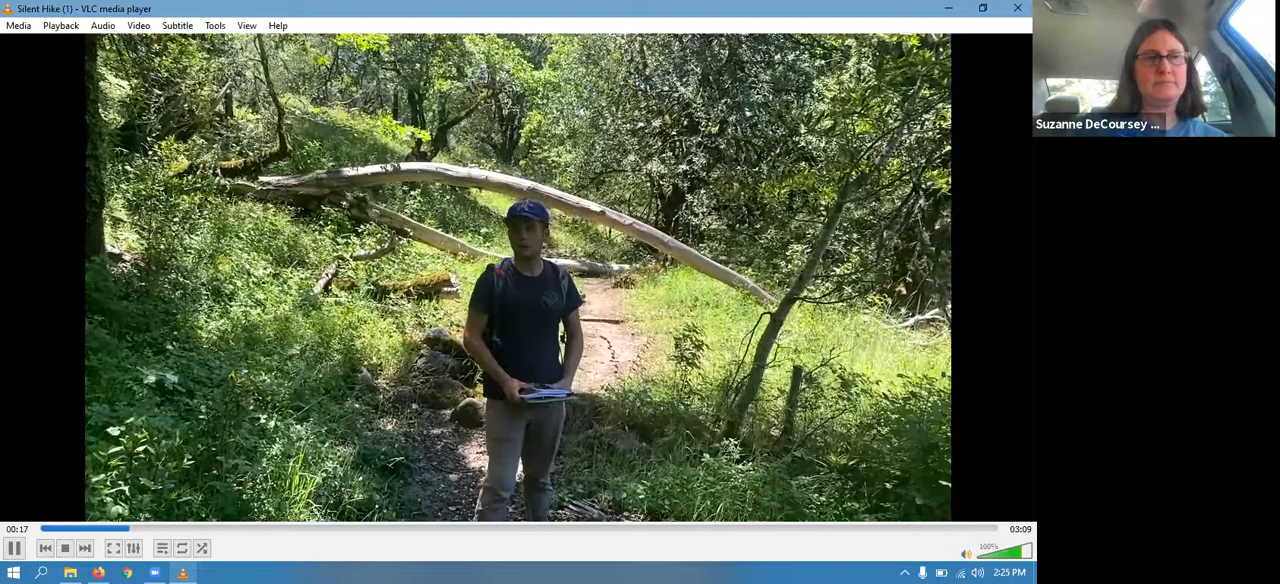 Silent Hike (1) - VLC media player
Media Playback Audio Video Subtitle Tools View Help
Suzanne DeCoursey ...
00:17
03:09
100%
2:25 PM